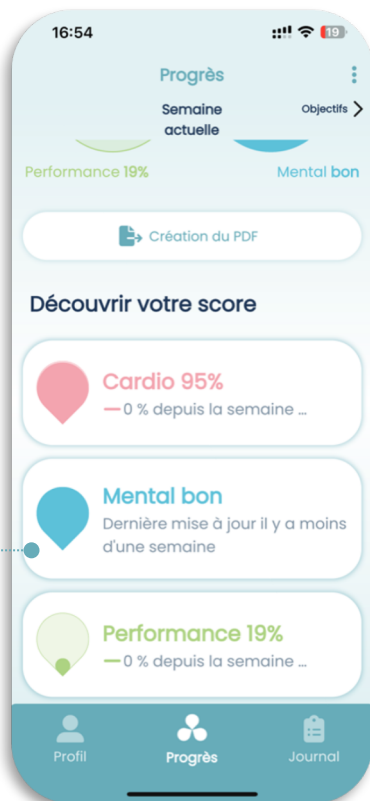 16:54
19
Progrès
Semaine
actuelle
Objectifs
Performance 19%
Mental bon
Création du PDF
Découvrir votre score
Cardio 95%
0 % depuis la semaine ...
Mental bon
Dernière mise à jour il y a moins
d'une semaine
Performance 19%
0 % depuis la semaine ...
Profil
Progrès
Journal